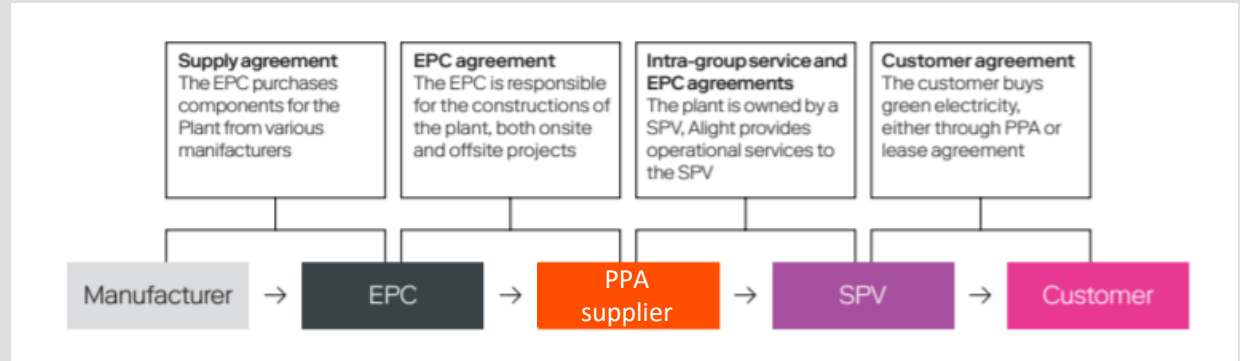 Supply agreement
The EPC purchases
components for the
Plant from various
manifacturers
EPC agreement
The EPC is responsible
for the constructions of
the plant, both onsite
and offsite projects
Intra-group service and
EPC agreements
The plant is owned by a
SPV, Alight provides
operational services to
the SPV
Customer agreement
The customer buys
green electricity,
either through PPA or
lease agreement
Manufacturer
EPC
PPA
supplier
SPV
Customer